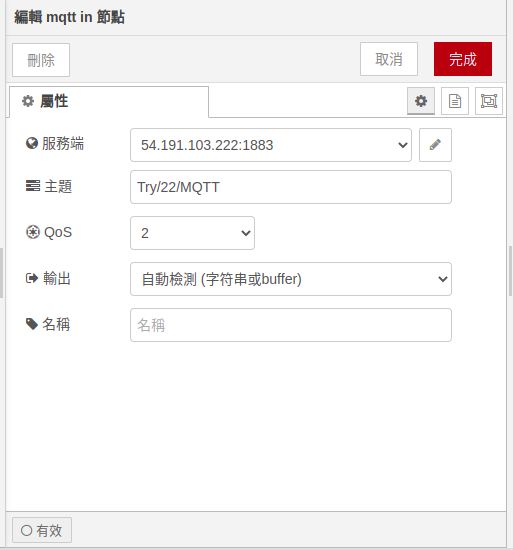 編輯 mqtt in 節點
刪除 取消 完成
屬性
服務端 54.191.103.222:1883
主題 Try/22/MQTT
QoS 2
輸出 自動檢測 (字符串或buffer)
名稱 名稱
有效